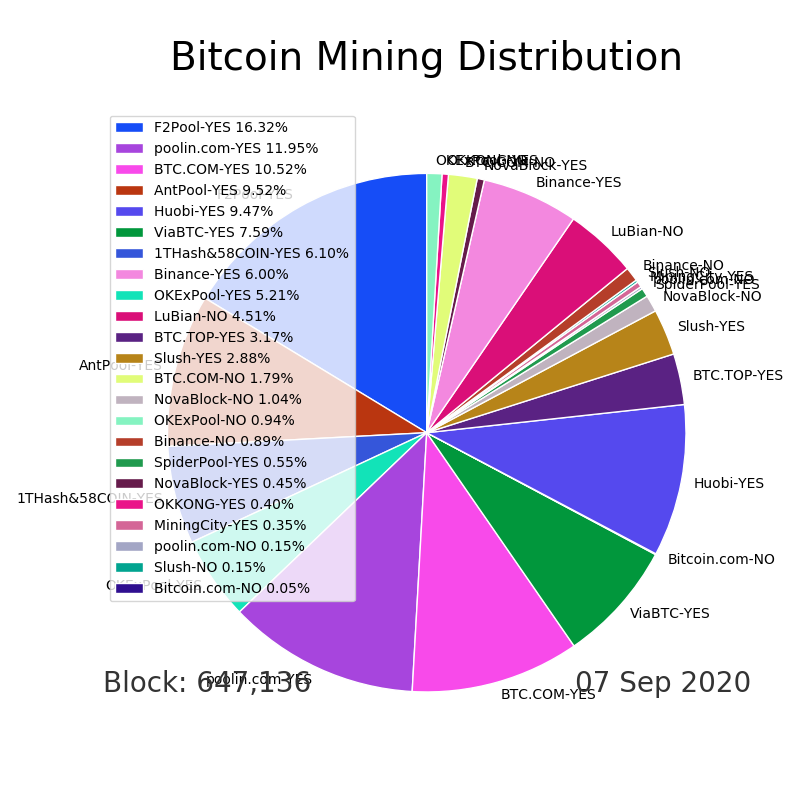 Bitcoin Mining Distribution
F2Pool-YES 16.32%
poolin.com-YES 11.95%
BTC.COM-YES 10.52%
AntPool-YES 9.52%
Huobi-YES 9.47%
ViaBTC-YES 7.59%
1THash&58COIN-YES 6.10%
Binance-YES 6.00%
OKExPool-YES 5.21%
LuBian-NO 4.51%
BTC.TOP-YES 3.17%
Slush-YES 2.88%
BTC.COM-NO 1.79%
NovaBlock-NO 1.04%
OKExPool-NO 0.94%
Binance-NO 0.89%
SpiderPool-YES 0.55%
NovaBlock-YES 0.45%
OKKONG-YES 0.40%
MiningCity-YES 0.35%
poolin.com-NO 0.15%
Slush-NO 0.15%
Bitcoin.com-NO 0.05%
NovaBlock-YES
Binance-YES
LuBian-NO
Binance-NO
SpiderPool-YES
NovaBlock-NO
Slush-YES
BTC.TOP-YES
Huobi-YES
Bitcoin.com-NO
ViaBTC-YES
BTC.COM-YES
poolin.com-YES
OKExPool-YES
1THash&58COIN-YES
AntPool-YES
F2Pool-YES
Block: 647,136
07 Sep 2020